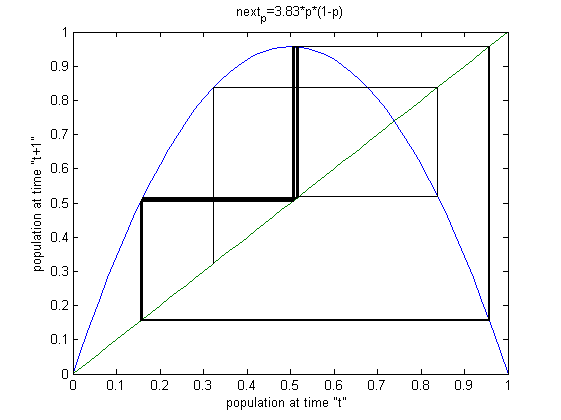 next_p=3.83*p*(1-p)
population at time "t+1"
1
0.9
0.8
0.7
0.6
0.5
0.4
0.3
0.2
0.1
0
0 0.1 0.2 0.3 0.4 0.5 0.6 0.7 0.8 0.9 1
population at time "t"